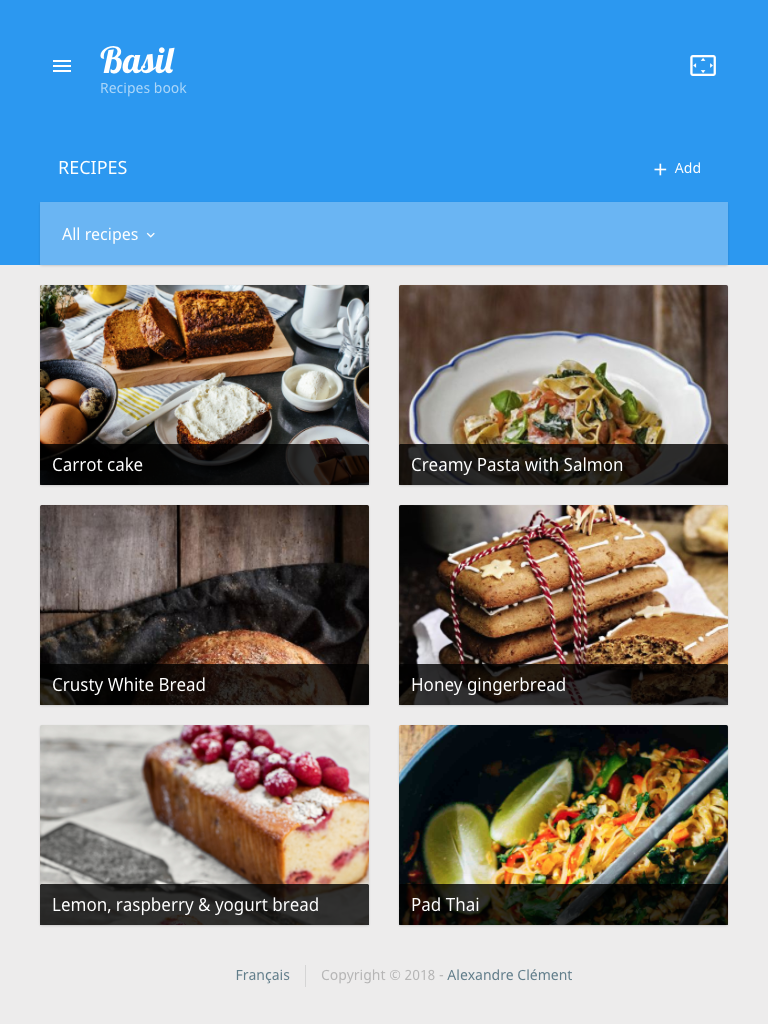 Basil
Recipes book
RECIPES
Add
All recipes
Carrot cake
Creamy Pasta with Salmon
Crusty White Bread
Honey gingerbread
Lemon, raspberry & yogurt bread
Pad Thai
Français
Copyright © 2018 - Alexandre Clément